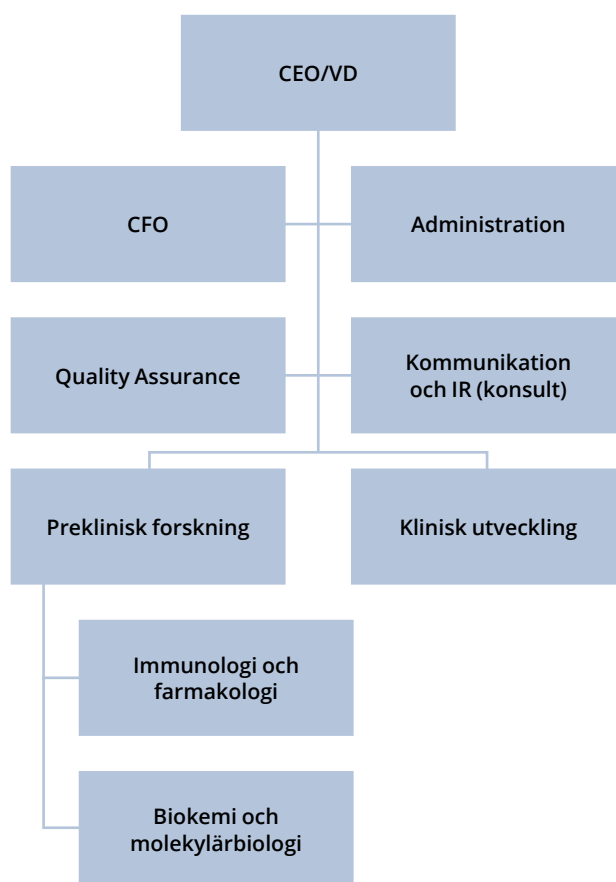 CEO/VD
CFO
Administration
Quality Assurance
Kommunikation
och IR (konsult)
Preklinisk forskning
Klinisk utveckling
Immunologi och
farmakologi
Biokemi och
molekylärbiologi